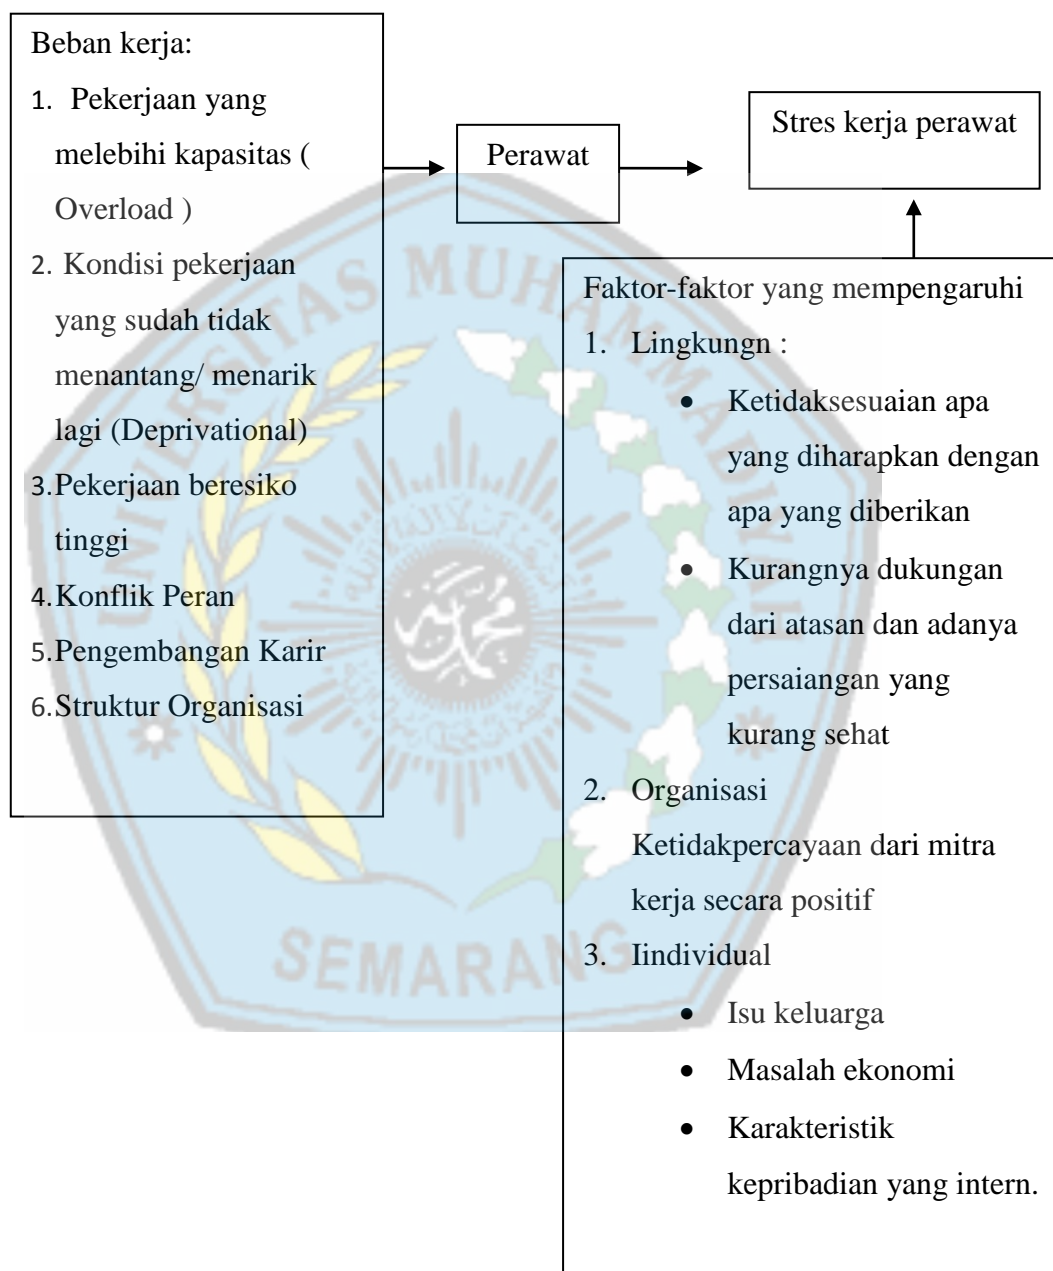 Beban kerja:
1. Pekerjaan yang
melebihi kapasitas (
Overload )
2. Kondisi pekerjaan
yang sudah tidak
menantang/ menarik
lagi (Deprivational)
3.Pekerjaan beresiko
tinggi
4.Konflik Peran
5.Pengembangan Karir
6.Struktur Organisasi
Perawat
Stres kerja perawat
Faktor-faktor yang mempengaruhi
1. Lingkungn :
• Ketidaksesuaian apa
yang diharapkan dengan
apa yang diberikan
• Kurangnya dukungan
dari atasan dan adanya
persaiangan yang
kurang sehat
2. Organisasi
Ketidakpercayaan dari mitra
kerja secara positif
3. Iindividual
• Isu keluarga
• Masalah ekonomi
• Karakteristik
kepribadian yang intern.
UNIVERSITAS MUHAMMADIYAH
SEMARANG